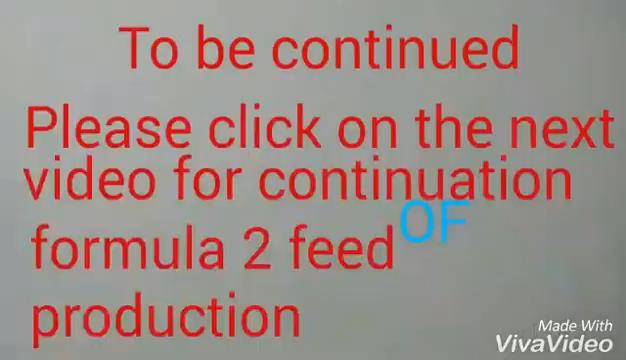 To be continued
Please click on the next
video for continuation
OF
formula 2 feed
production
Made With
VivaVideo